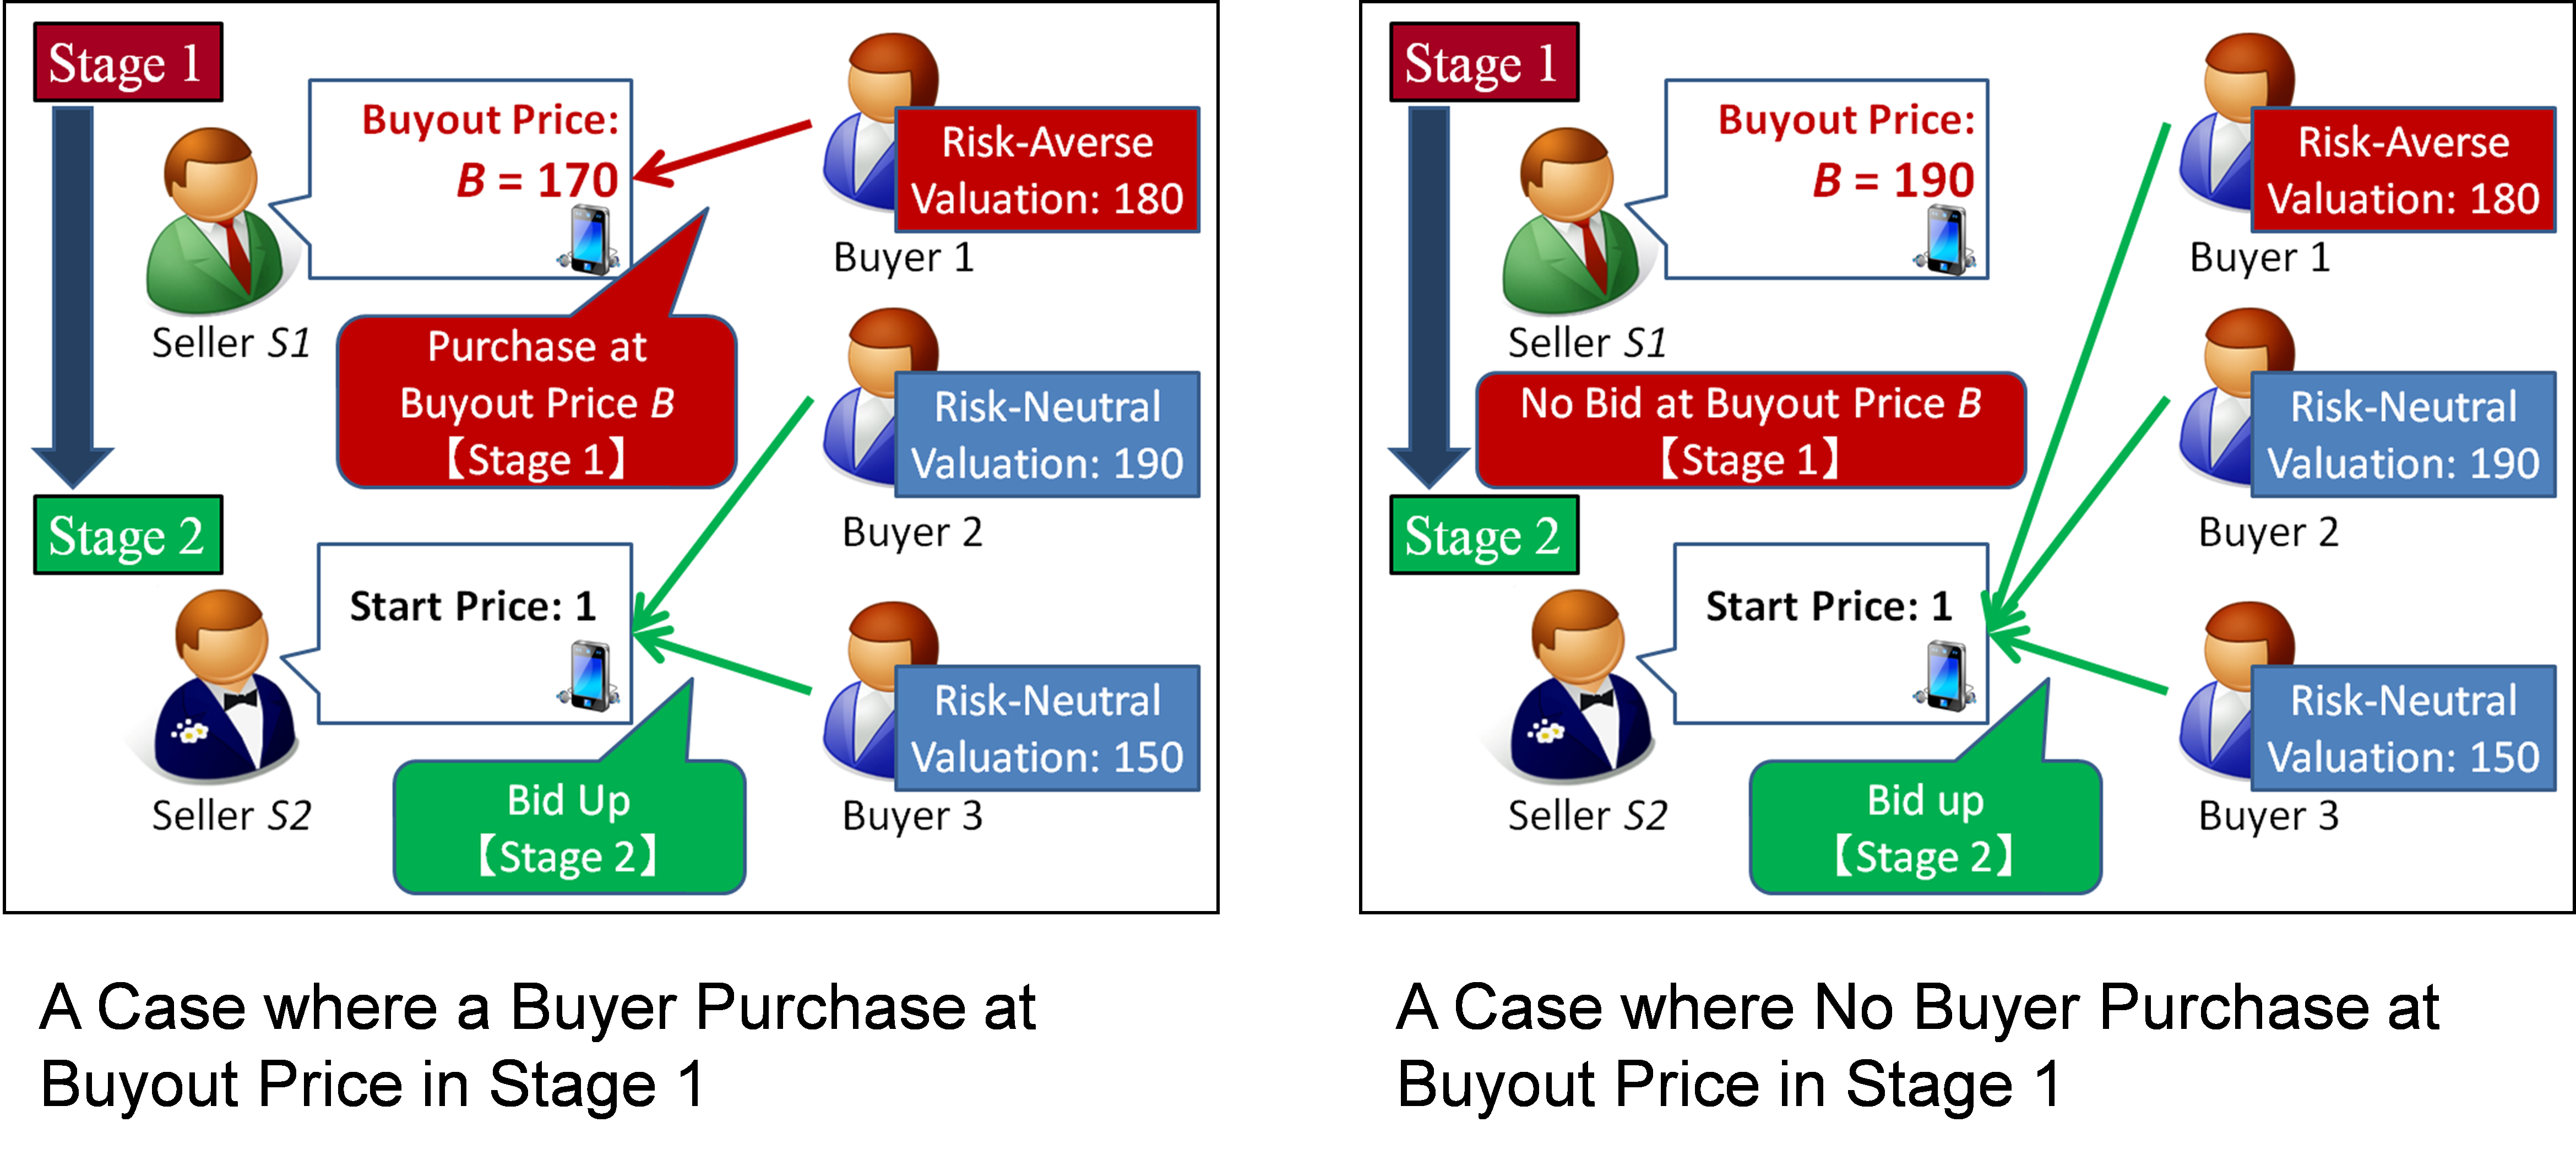 Stage 1
Buyout Price:
B = 170
Seller S1
Risk-Averse
Valuation: 180
Buyer 1
Purchase at
Buyout Price B
【Stage 1】
Risk-Neutral
Valuation: 190
Buyer 2
Stage 2
Start Price: 1
Seller S2
Risk-Neutral
Valuation: 150
Buyer 3
Bid Up
【Stage 2】
A Case where a Buyer Purchase at
Buyout Price in Stage 1
Stage 1
Buyout Price:
B = 190
Seller S1
Risk-Averse
Valuation: 180
Buyer 1
No Bid at Buyout Price B
【Stage 1】
Risk-Neutral
Valuation: 190
Buyer 2
Stage 2
Start Price: 1
Seller S2
Risk-Neutral
Valuation: 150
Buyer 3
Bid up
【Stage 2】
A Case where No Buyer Purchase at
Buyout Price in Stage 1